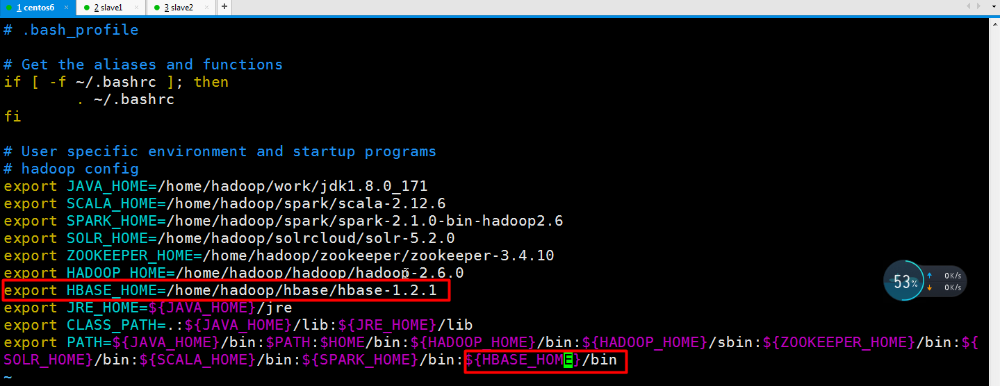 1 centos6 × 2 slave1 × 3 slave2 × +
# .bash_profile
# Get the aliases and functions
if [ -f ~/.bashrc ]; then
. ~/.bashrc
fi
# User specific environment and startup programs
# hadoop config
export JAVA_HOME=/home/hadoop/work/jdk1.8.0_171
export SCALA_HOME=/home/hadoop/spark/scala-2.12.6
export SPARK_HOME=/home/hadoop/spark/spark-2.1.0-bin-hadoop2.6
export SOLR_HOME=/home/hadoop/solrcloud/solr-5.2.0
export ZOOKEEPER_HOME=/home/hadoop/zookeeper/zookeeper-3.4.10
export HADOOP_HOME=/home/hadoop/hadoop/hadoop-2.6.0
export HBASE_HOME=/home/hadoop/hbase/hbase-1.2.1
export JRE_HOME=${JAVA_HOME}/jre
export CLASS_PATH=.:${JAVA_HOME}/lib:${JRE_HOME}/lib
export PATH=${JAVA_HOME}/bin:$PATH:$HOME/bin:${HADOOP_HOME}/bin:${HADOOP_HOME}/sbin:${ZOOKEEPER_HOME}/bin:${
SOLR_HOME}/bin:${SCALA_HOME}/bin:${SPARK_HOME}/bin:${HBASE_HOME}/bin
~
53%
0K/s
0K/s